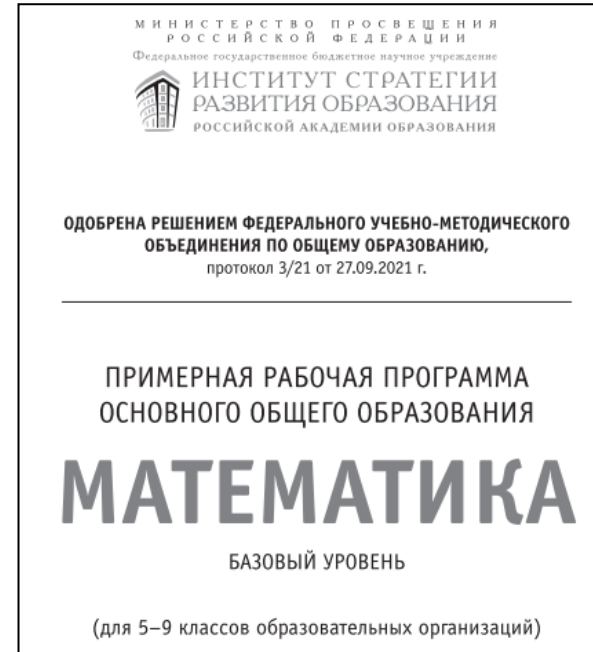 МИНИСТЕРСТВО ПРОСВЕЩЕНИЯ
РОССИЙСКОЙ ФЕДЕРАЦИИ
Федеральное государственное бюджетное научное учреждение
ИНСТИТУТ СТРАТЕГИИ
РАЗВИТИЯ ОБРАЗОВАНИЯ
РОССИЙСКОЙ АКАДЕМИИ ОБРАЗОВАНИЯ
ОДОБРЕНА РЕШЕНИЕМ ФЕДЕРАЛЬНОГО УЧЕБНО-МЕТОДИЧЕСКОГО
ОБЪЕДИНЕНИЯ ПО ОБЩЕМУ ОБРАЗОВАНИЮ,
протокол 3/21 от 27.09.2021 г.
ПРИМЕРНАЯ РАБОЧАЯ ПРОГРАММА
ОСНОВНОГО ОБЩЕГО ОБРАЗОВАНИЯ
МАТЕМАТИКА
БАЗОВЫЙ УРОВЕНЬ
(для 5–9 классов образовательных организаций)